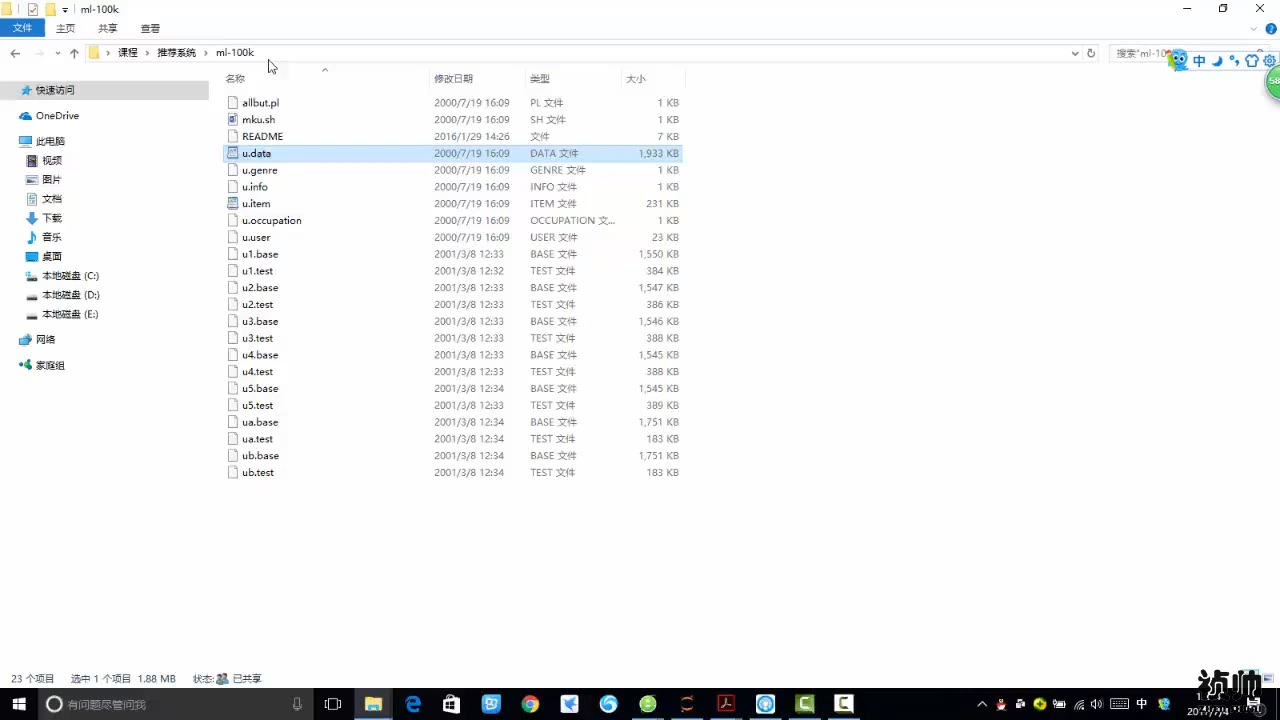 ml-100k
文件 主页 共享 查看
课程 推荐系统 ml-100k
搜索"ml-10
中
58
名称 修改日期 类型 大小
快速访问
OneDrive
此电脑
视频
图片
文档
下载
音乐
桌面
本地磁盘 (C:)
本地磁盘 (D:)
本地磁盘 (E:)
网络
家庭组
allbut.pl 2000/7/19 16:09 PL 文件 1 KB
mku.sh 2000/7/19 16:09 SH 文件 1 KB
README 2016/1/29 14:26 文件 7 KB
u.data 2000/7/19 16:09 DATA 文件 1,933 KB
u.genre 2000/7/19 16:09 GENRE 文件 1 KB
u.info 2000/7/19 16:09 INFO 文件 1 KB
u.item 2000/7/19 16:09 ITEM 文件 231 KB
u.occupation 2000/7/19 16:09 OCCUPATION 文... 1 KB
u.user 2000/7/19 16:09 USER 文件 23 KB
u1.base 2001/3/8 12:33 BASE 文件 1,550 KB
u1.test 2001/3/8 12:32 TEST 文件 384 KB
u2.base 2001/3/8 12:33 BASE 文件 1,547 KB
u2.test 2001/3/8 12:33 TEST 文件 386 KB
u3.base 2001/3/8 12:33 BASE 文件 1,546 KB
u3.test 2001/3/8 12:33 TEST 文件 388 KB
u4.base 2001/3/8 12:33 BASE 文件 1,545 KB
u4.test 2001/3/8 12:33 TEST 文件 388 KB
u5.base 2001/3/8 12:34 BASE 文件 1,545 KB
u5.test 2001/3/8 12:33 TEST 文件 389 KB
ua.base 2001/3/8 12:34 BASE 文件 1,751 KB
ua.test 2001/3/8 12:34 TEST 文件 183 KB
ub.base 2001/3/8 12:34 BASE 文件 1,751 KB
ub.test 2001/3/8 12:34 TEST 文件 183 KB
23 个项目 选中 1 个项目 1.88 MB 状态: 已共享
有问题尽管问我
中